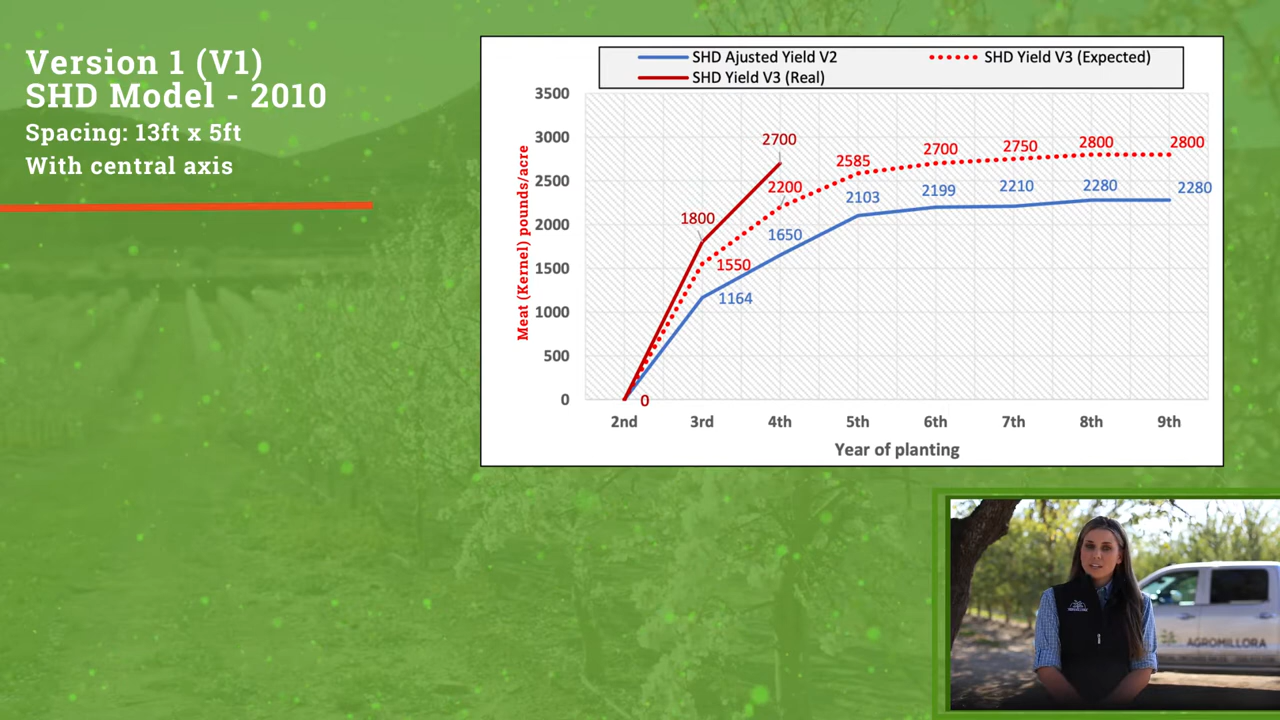 Version 1 (V1)
SHD Model - 2010
Spacing: 13ft x 5ft
With central axis
SHD Ajusted Yield V2
SHD Yield V3 (Expected)
SHD Yield V3 (Real)
Meat (Kernel) pounds/acre
3500
3000
2500
2000
1500
1000
500
0
2700
2200
1800
1550
1164
1650
2585
2103
2700
2199
2750
2210
2800
2280
2800
2280
0
2nd 3rd 4th 5th 6th 7th 8th 9th
Year of planting
AGROMILLORA